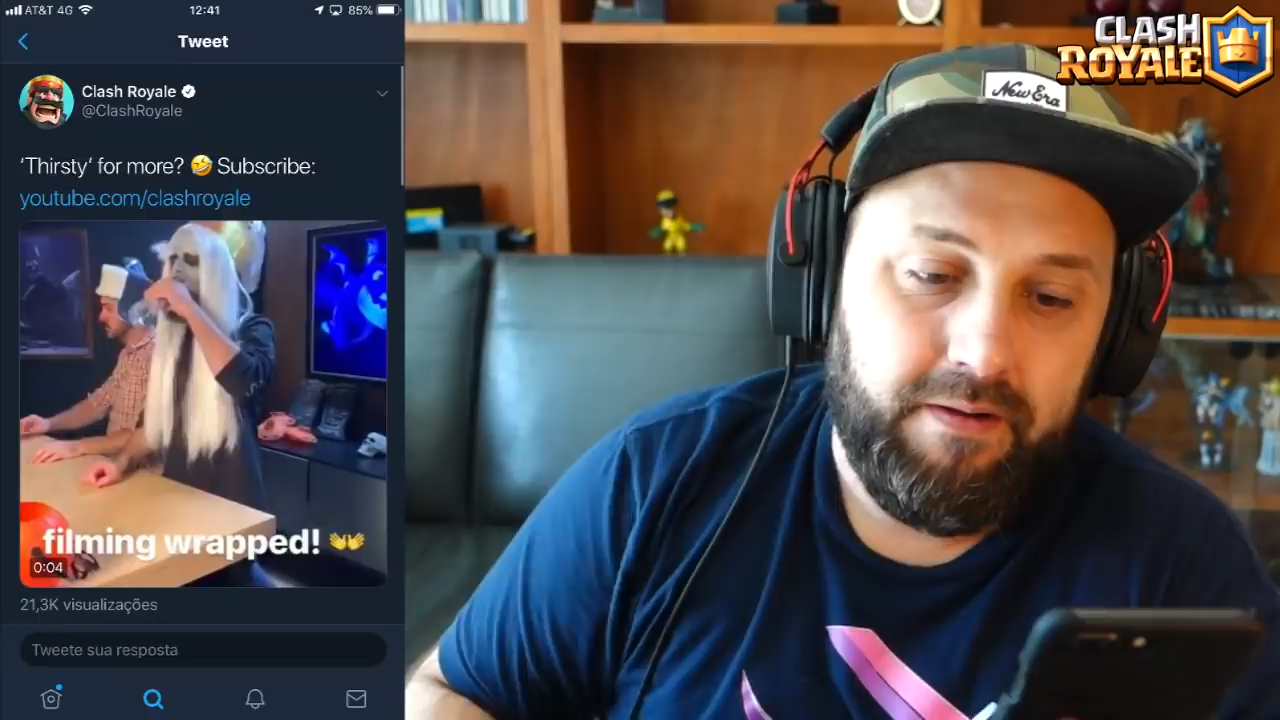 AT&T 4G 12:41 85%
Tweet
Clash Royale
@ClashRoyale
‘Thirsty’ for more? 🤣 Subscribe:
youtube.com/clashroyale
filming wrapped! 👐
0:04
21,3K visualizações
Tweete sua resposta
CLASH
ROYALE
New Era